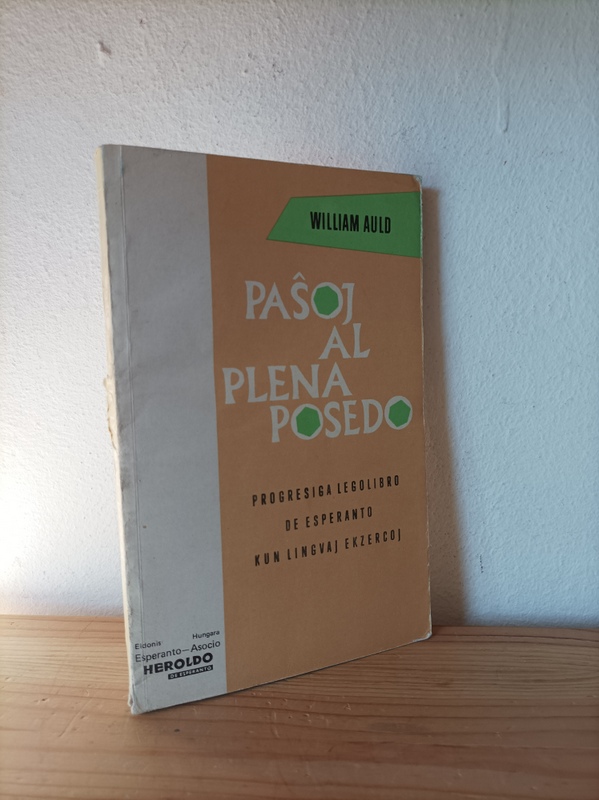 WILLIAM AULD
PAŜOJ
AL
PLENA
POSEDO
PROGRESIGA LEGOLIBRO
DE ESPERANTO
KUN LINGVAJ EKZERCOJ
Eldonis Hungara
Esperanto—Asocio
HEROLDO
DE ESPERANTO